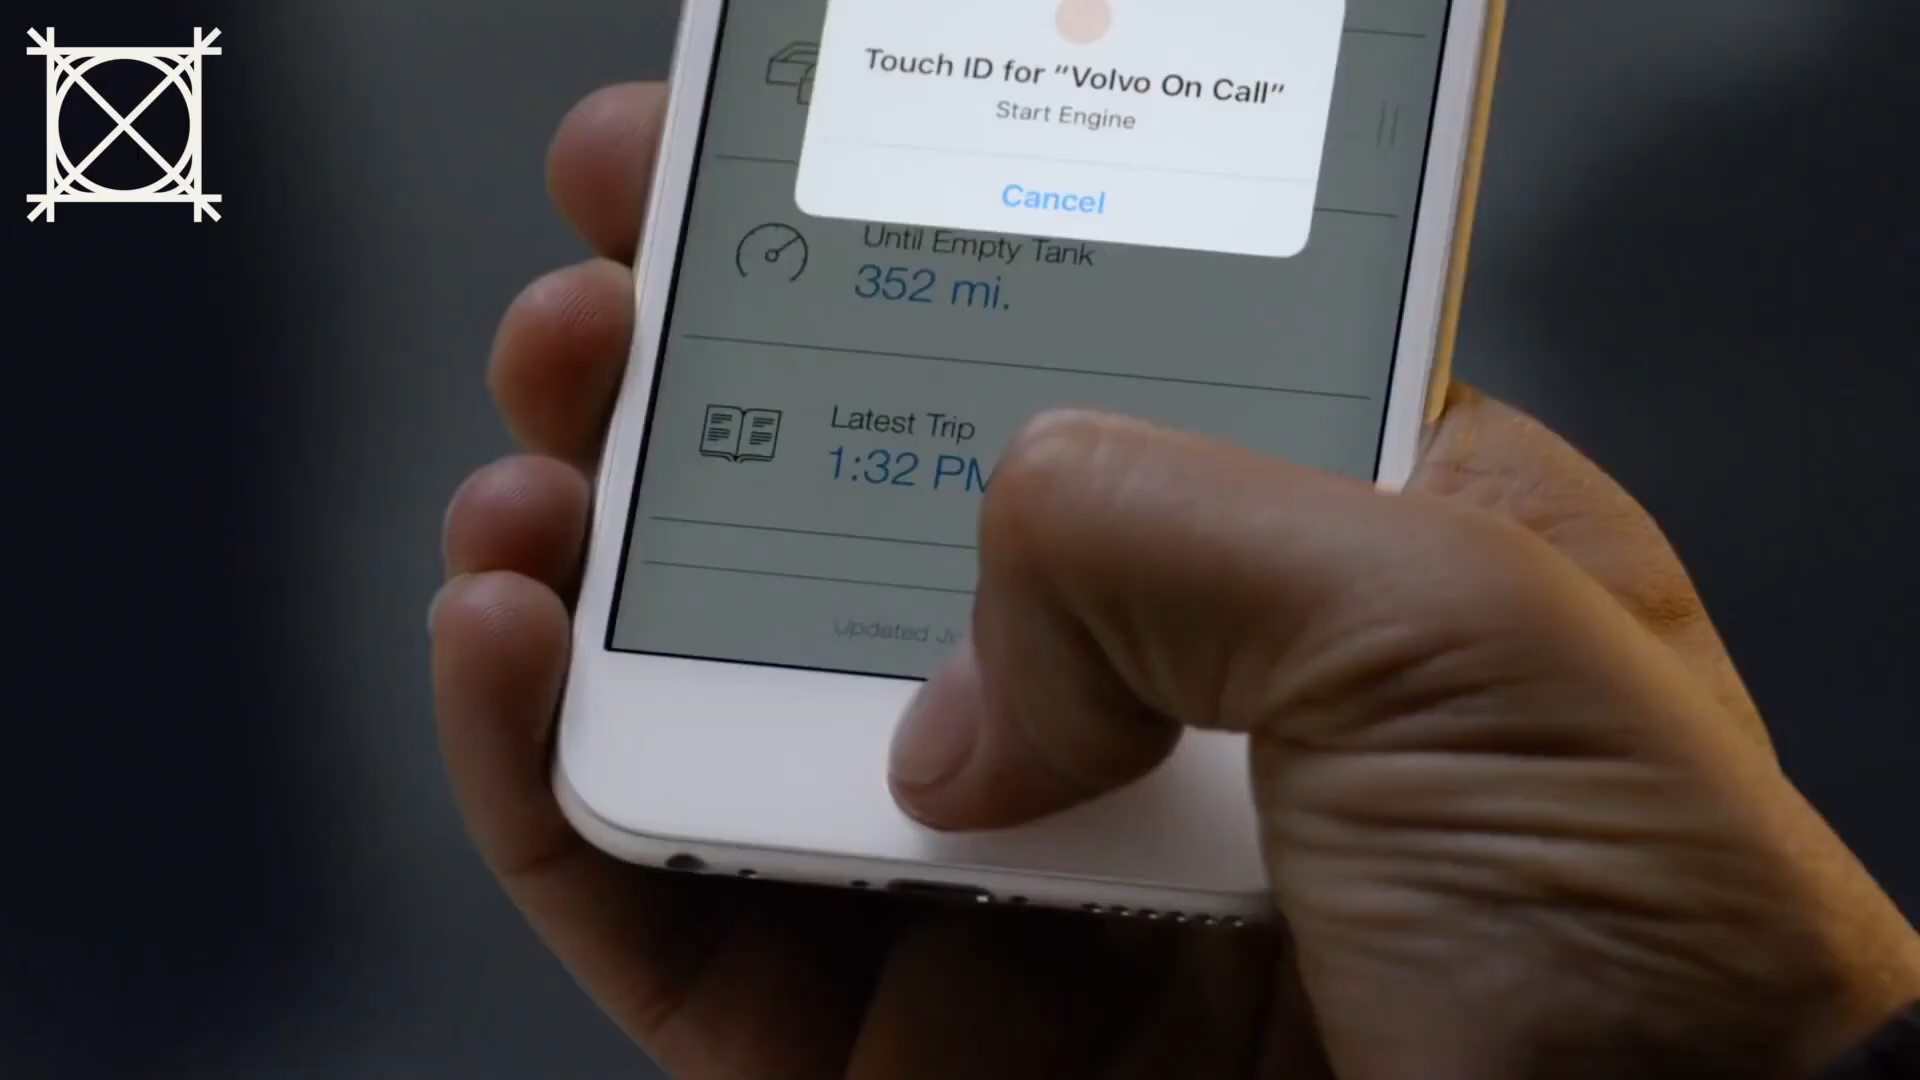 Touch ID for “Volvo On Call”
Start Engine
Cancel
Until Empty Tank
352 mi.
Latest Trip
1:32 PM
Updated